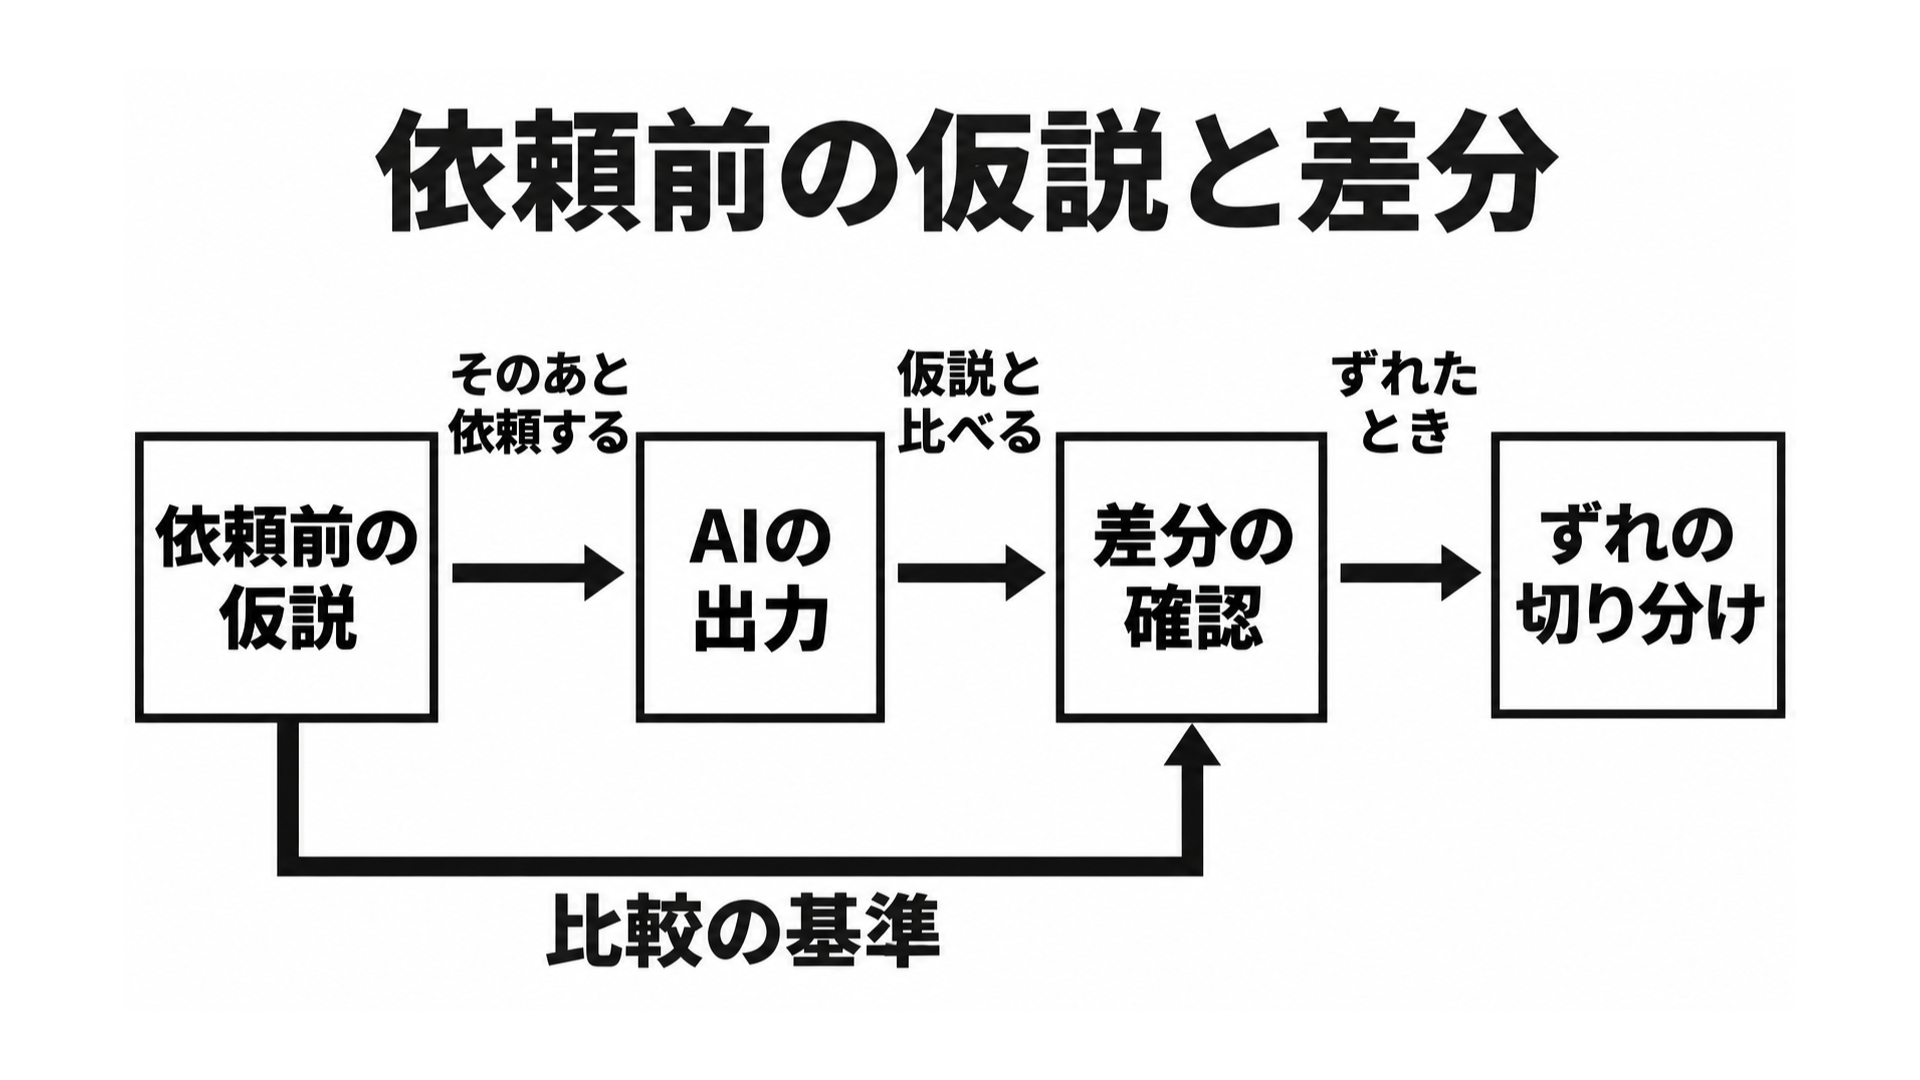 依頼前の仮説と差分
そのあと
依頼する
仮説と
比べる
ずれた
とき
依頼前の
仮説
AIの
出力
差分の
確認
ずれの
切り分け
比較の基準